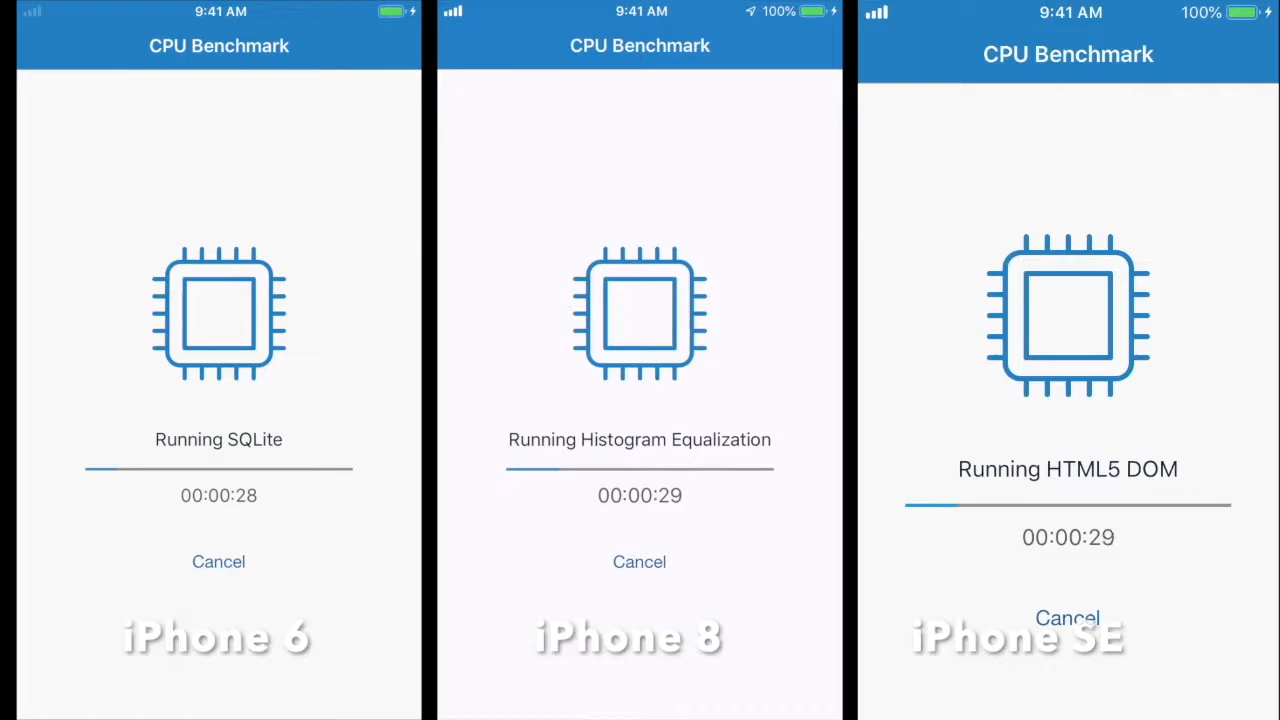 9:41 AM
CPU Benchmark
Running SQLite
00:00:28
Cancel
iPhone 6
9:41 AM
100%
CPU Benchmark
Running Histogram Equalization
00:00:29
Cancel
iPhone 8
9:41 AM
100%
CPU Benchmark
Running HTML5 DOM
00:00:29
Cancel
iPhone SE